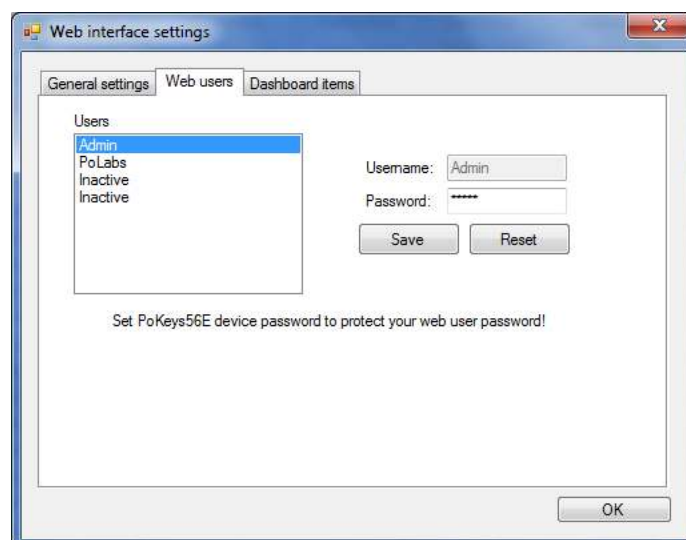 Web interface settings
General settings Web users Dashboard items
Users
Admin
PoLabs
Inactive
Inactive
Username: Admin
Password: *****
Save Reset
Set PoKeys56E device password to protect your web user password!
OK